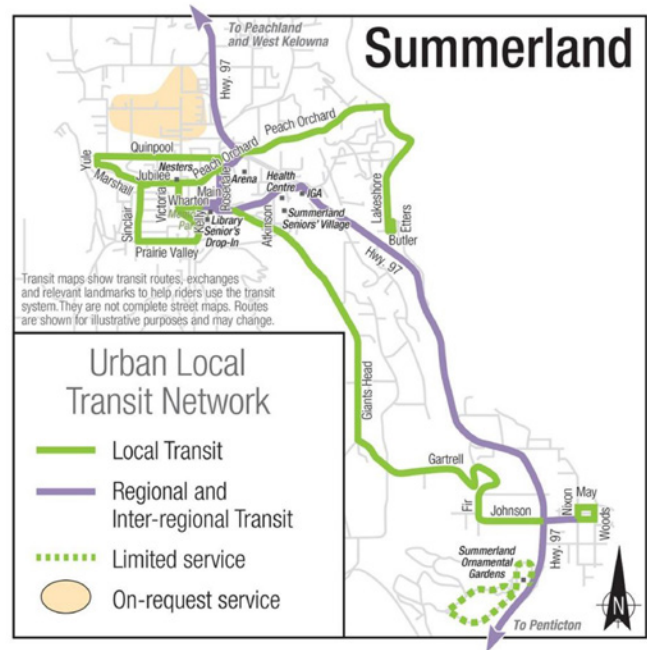 To Peachland
and West Kelowna
Summerland
Hwy. 97
Peach Orchard
Quinpool
Peach Orchard
Yule
Nesters
Jubilee
Marshall
Arena
Health
Centre
IGA
Main
Rosedale
Victoria
Wharton
Kelly
Sinclair
Library
Senior's
Drop-In
Atkinson
Summerland
Seniors' Village
Lakeshore
Etters
Butler
Prairie Valley
Hwy. 97
Transit maps show transit routes, exchanges
and relevant landmarks to help riders use the transit
system.They are not complete street maps. Routes
are shown for illustrative purposes and may change.
Urban Local
Transit Network
Local Transit
Regional and
Inter-regional Transit
Limited service
On-request service
Giants Head
Gartrell
Fir
Johnson
Nixon
May
Woods
Hwy. 97
Summerland
Ornamental
Gardens
To Penticton
N